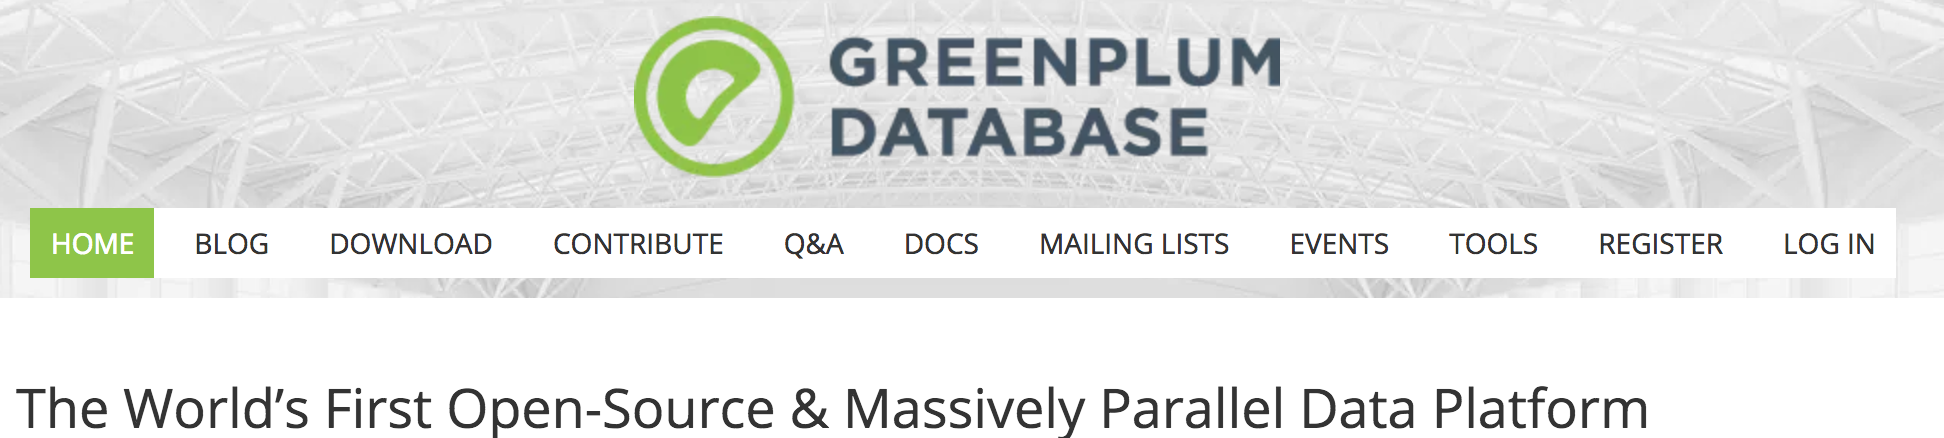 GREENPLUM
DATABASE
HOME BLOG DOWNLOAD CONTRIBUTE Q&A DOCS MAILING LISTS EVENTS TOOLS REGISTER LOG IN
The World’s First Open-Source & Massively Parallel Data Platform